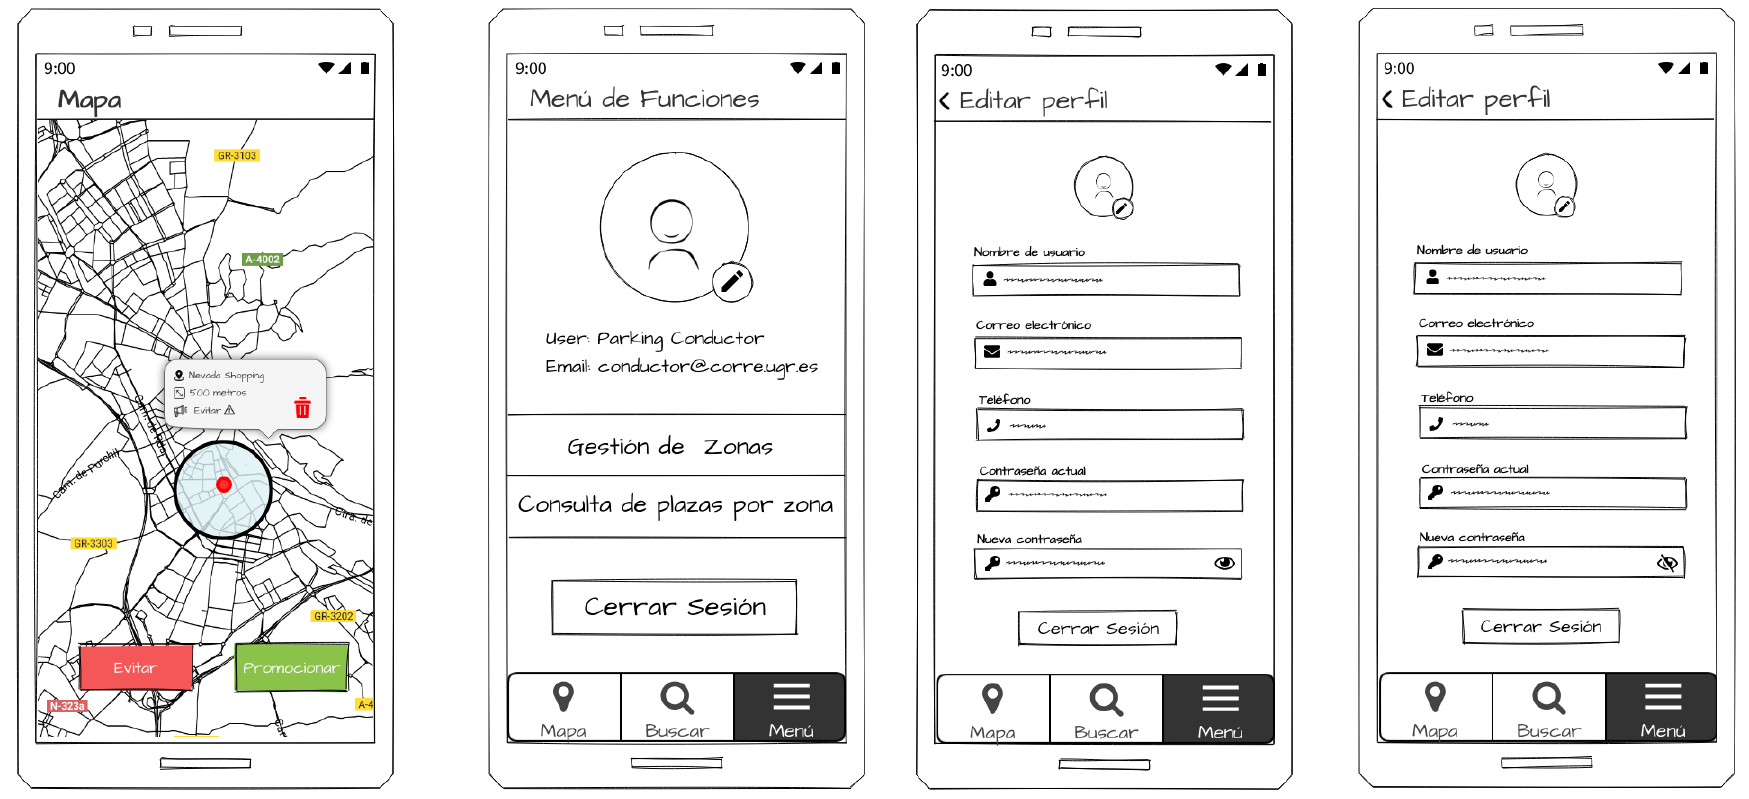 9:00
Mapa
GR-3103
A-4002
Nevada Shopping
500 metros
Evitar
Cam. de Purchil
GR-3303
GR-3202
Evitar
Promocionar
N-323a
A-4
9:00
Menú de Funciones
User: Parking Conductor
Email: conductor@corre.ugr.es
Gestión de Zonas
Consulta de plazas por zona
Cerrar Sesión
Mapa
Buscar
Menú
9:00
Editar perfil
Nombre de usuario
Correo electrónico
Teléfono
Contraseña actual
Nueva contraseña
Cerrar Sesión
Mapa
Buscar
Menú
9:00
Editar perfil
Nombre de usuario
Correo electrónico
Teléfono
Contraseña actual
Nueva contraseña
Cerrar Sesión
Mapa
Buscar
Menú